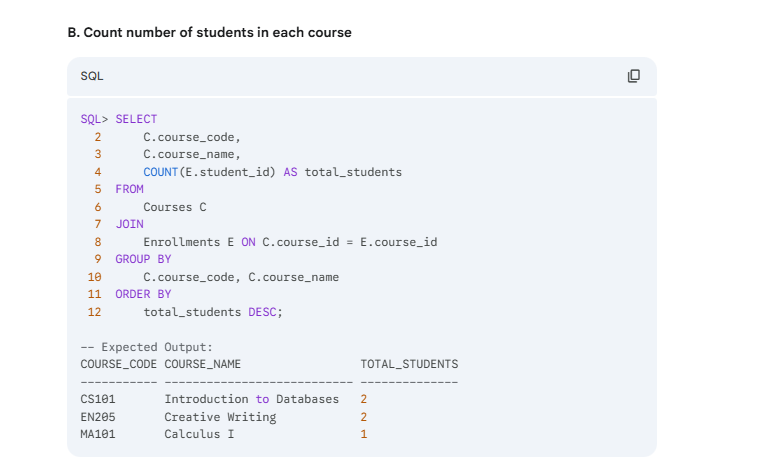 B. Count number of students in each course
SQL
SQL> SELECT
2 C.course_code,
3 C.course_name,
4 COUNT(E.student_id) AS total_students
5 FROM
6 Courses C
7 JOIN
8 Enrollments E ON C.course_id = E.course_id
9 GROUP BY
10 C.course_code, C.course_name
11 ORDER BY
12 total_students DESC;
-- Expected Output:
COURSE_CODE COURSE_NAME TOTAL_STUDENTS
----------- --------------------------- --------------
CS101 Introduction to Databases 2
EN205 Creative Writing 2
MA101 Calculus I 1